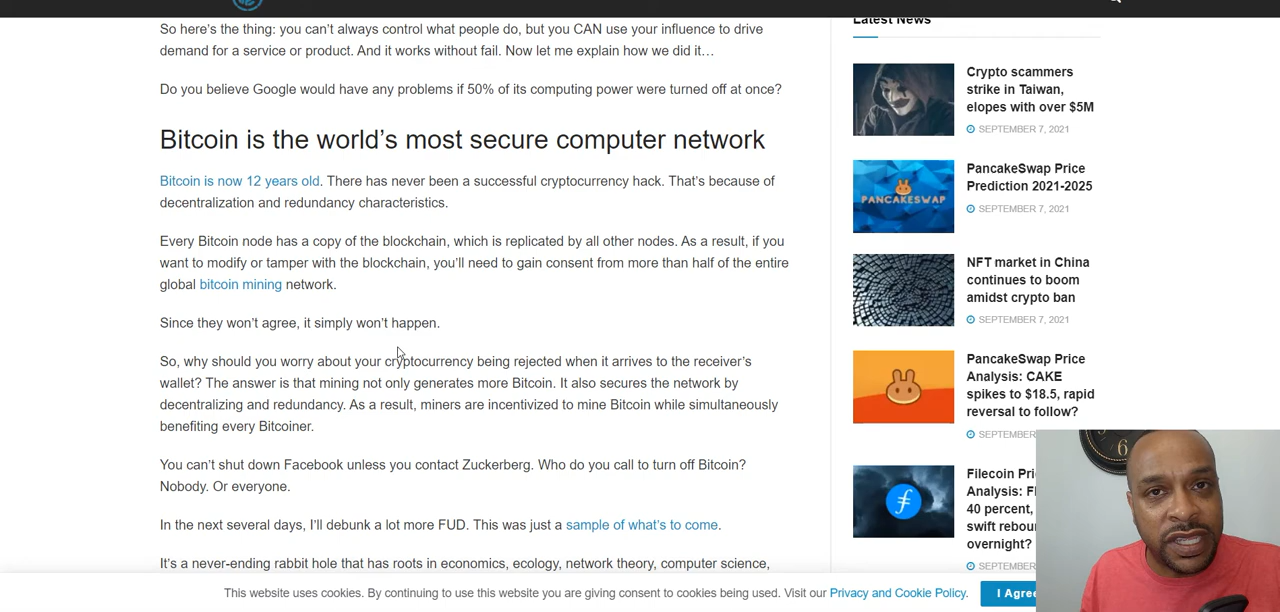 So here's the thing: you can't always control what people do, but you CAN use your influence to drive
demand for a service or product. And it works without fail. Now let me explain how we did it…
Do you believe Google would have any problems if 50% of its computing power were turned off at once?
Bitcoin is the world's most secure computer network
Bitcoin is now 12 years old. There has never been a successful cryptocurrency hack. That's because of
decentralization and redundancy characteristics.
Every Bitcoin node has a copy of the blockchain, which is replicated by all other nodes. As a result, if you
want to modify or tamper with the blockchain, you'll need to gain consent from more than half of the entire
global bitcoin mining network.
Since they won't agree, it simply won't happen.
So, why should you worry about your cryptocurrency being rejected when it arrives to the receiver's
wallet? The answer is that mining not only generates more Bitcoin. It also secures the network by
decentralizing and redundancy. As a result, miners are incentivized to mine Bitcoin while simultaneously
benefiting every Bitcoiner.
You can't shut down Facebook unless you contact Zuckerberg. Who do you call to turn off Bitcoin?
Nobody. Or everyone.
In the next several days, I'll debunk a lot more FUD. This was just a sample of what's to come.
It's a never-ending rabbit hole that has roots in economics, ecology, network theory, computer science,
Latest News
Crypto scammers
strike in Taiwan,
elopes with over $5M
SEPTEMBER 7, 2021
PancakeSwap Price
Prediction 2021-2025
SEPTEMBER 7, 2021
PANCAKESWAP
NFT market in China
continues to boom
amidst crypto ban
SEPTEMBER 7, 2021
PancakeSwap Price
Analysis: CAKE
spikes to $18.5, rapid
reversal to follow?
SEPTEMBER
Filecoin Pri
Analysis: F
40 percent,
swift rebou
overnight?
SEPTEMBE
This website uses cookies. By continuing to use this website you are giving consent to cookies being used. Visit our Privacy and Cookie Policy.
I Agree
6